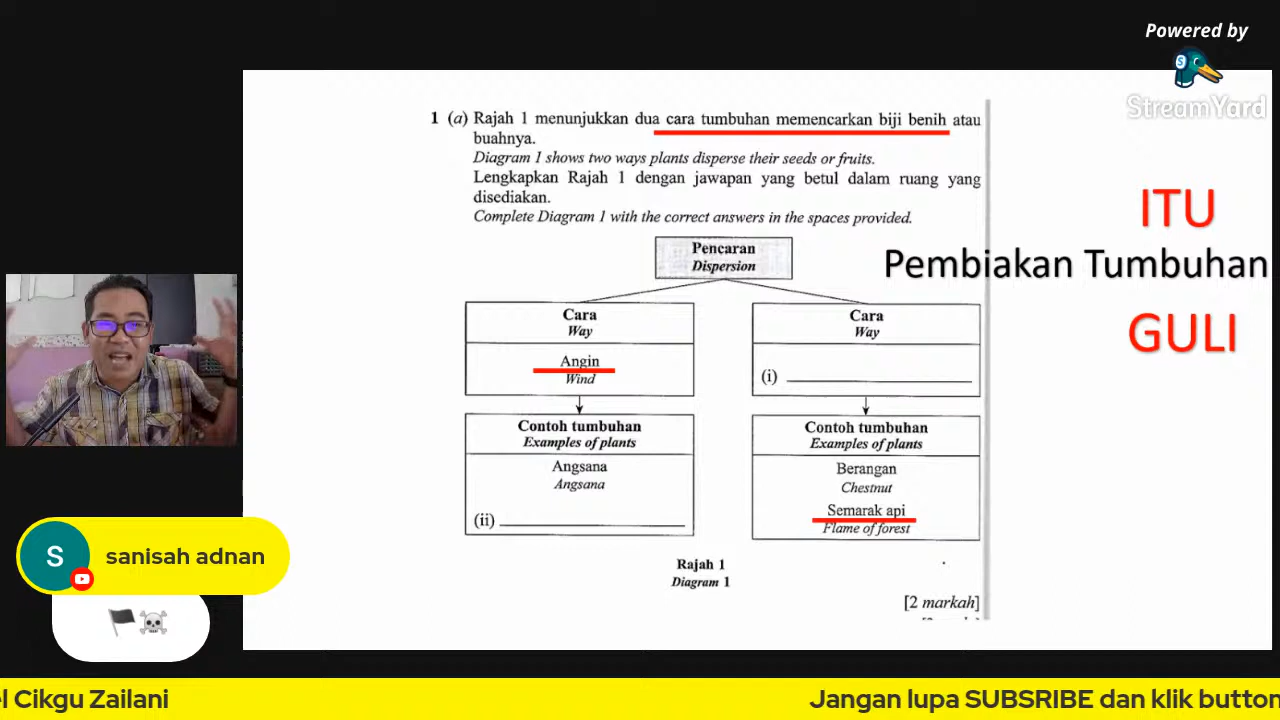 Powered by
StreamYard
1 (a) Rajah 1 menunjukkan dua cara tumbuhan memencarkan biji benih atau
buahnya.
Diagram 1 shows two ways plants disperse their seeds or fruits.
Lengkapkan Rajah 1 dengan jawapan yang betul dalam ruang yang
disediakan.
Complete Diagram 1 with the correct answers in the spaces provided.
ITU
Pembiakan Tumbuhan
GULI
Pencaran
Dispersion
Cara
Way
Angin
Wind
Cara
Way
(i)
Contoh tumbuhan
Examples of plants
Angsana
Angsana
(ii)
Contoh tumbuhan
Examples of plants
Berangan
Chestnut
Semarak api
Flame of forest
Rajah 1
Diagram 1
[2 markah]
S
sanisah adnan
el Cikgu Zailani
Jangan lupa SUBSRIBE dan klik button